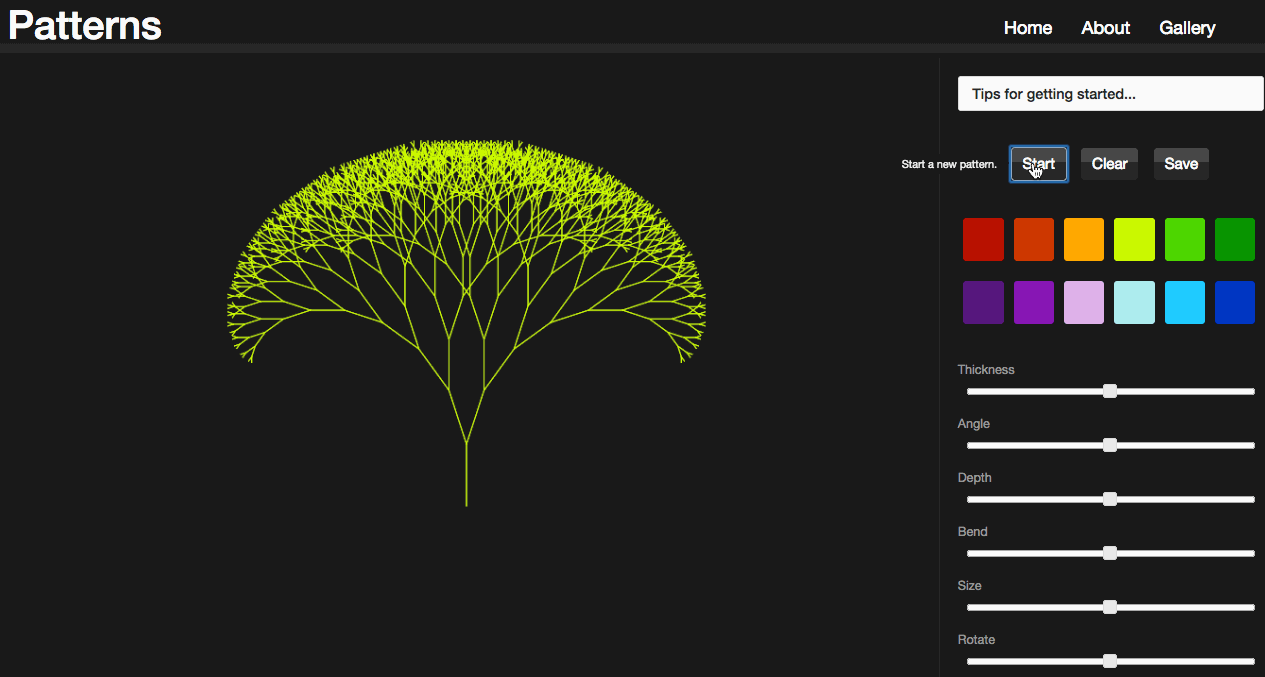 Patterns
Home About Gallery
Tips for getting started...
Start a new pattern. Start Clear Save
Thickness
Angle
Depth
Bend
Size
Rotate